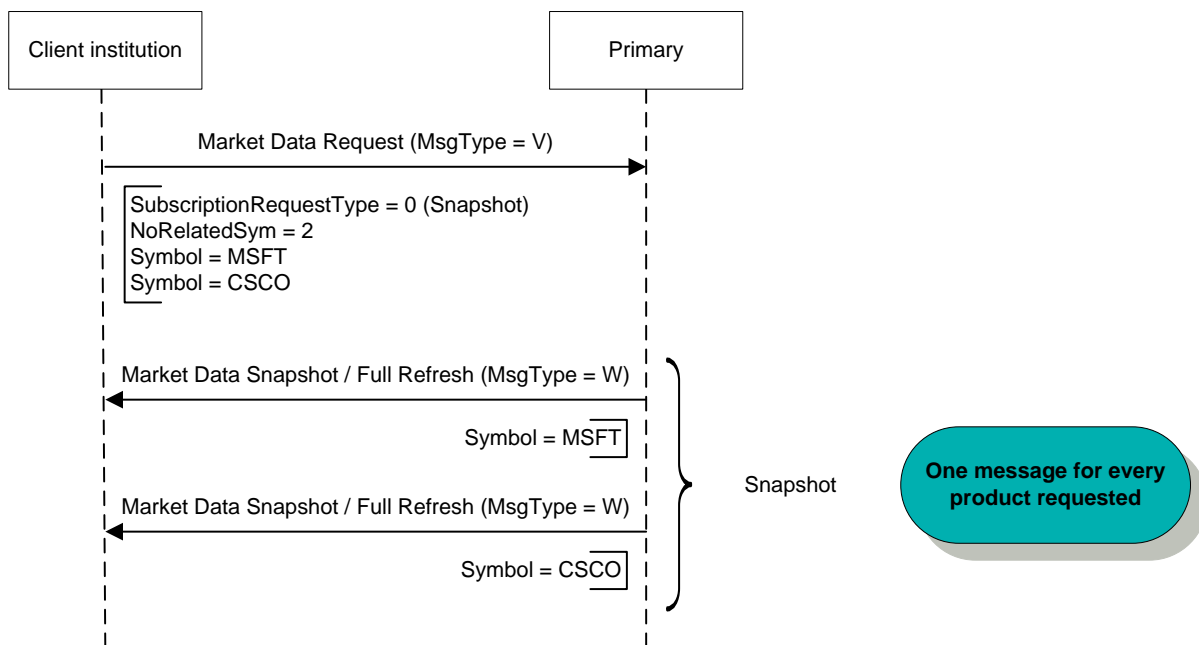 Client institution
Primary
Market Data Request (MsgType = V)
SubscriptionRequestType = 0 (Snapshot)
NoRelatedSym = 2
Symbol = MSFT
Symbol = CSCO
Market Data Snapshot / Full Refresh (MsgType = W)
Symbol = MSFT
Snapshot
One message for every
product requested
Market Data Snapshot / Full Refresh (MsgType = W)
Symbol = CSCO